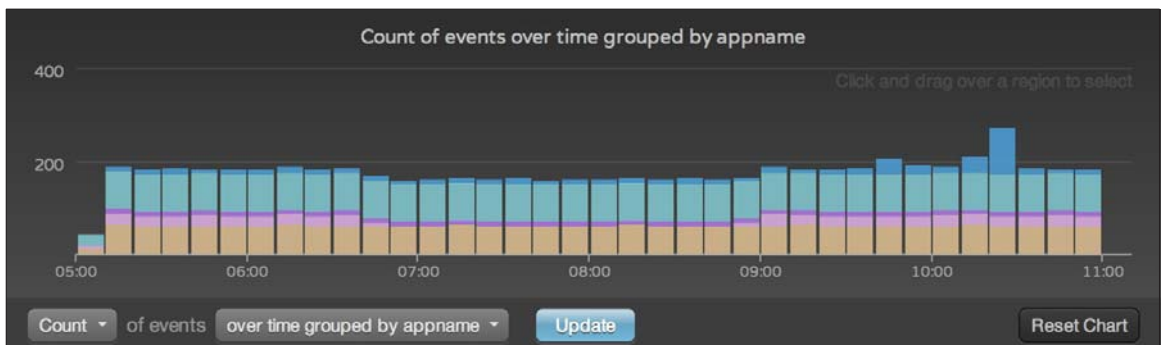 Count of events over time grouped by appname
400
Click and drag over a region to select
200
05:00 06:00 07:00 08:00 09:00 10:00 11:00
Count of events over time grouped by appname Update Reset Chart